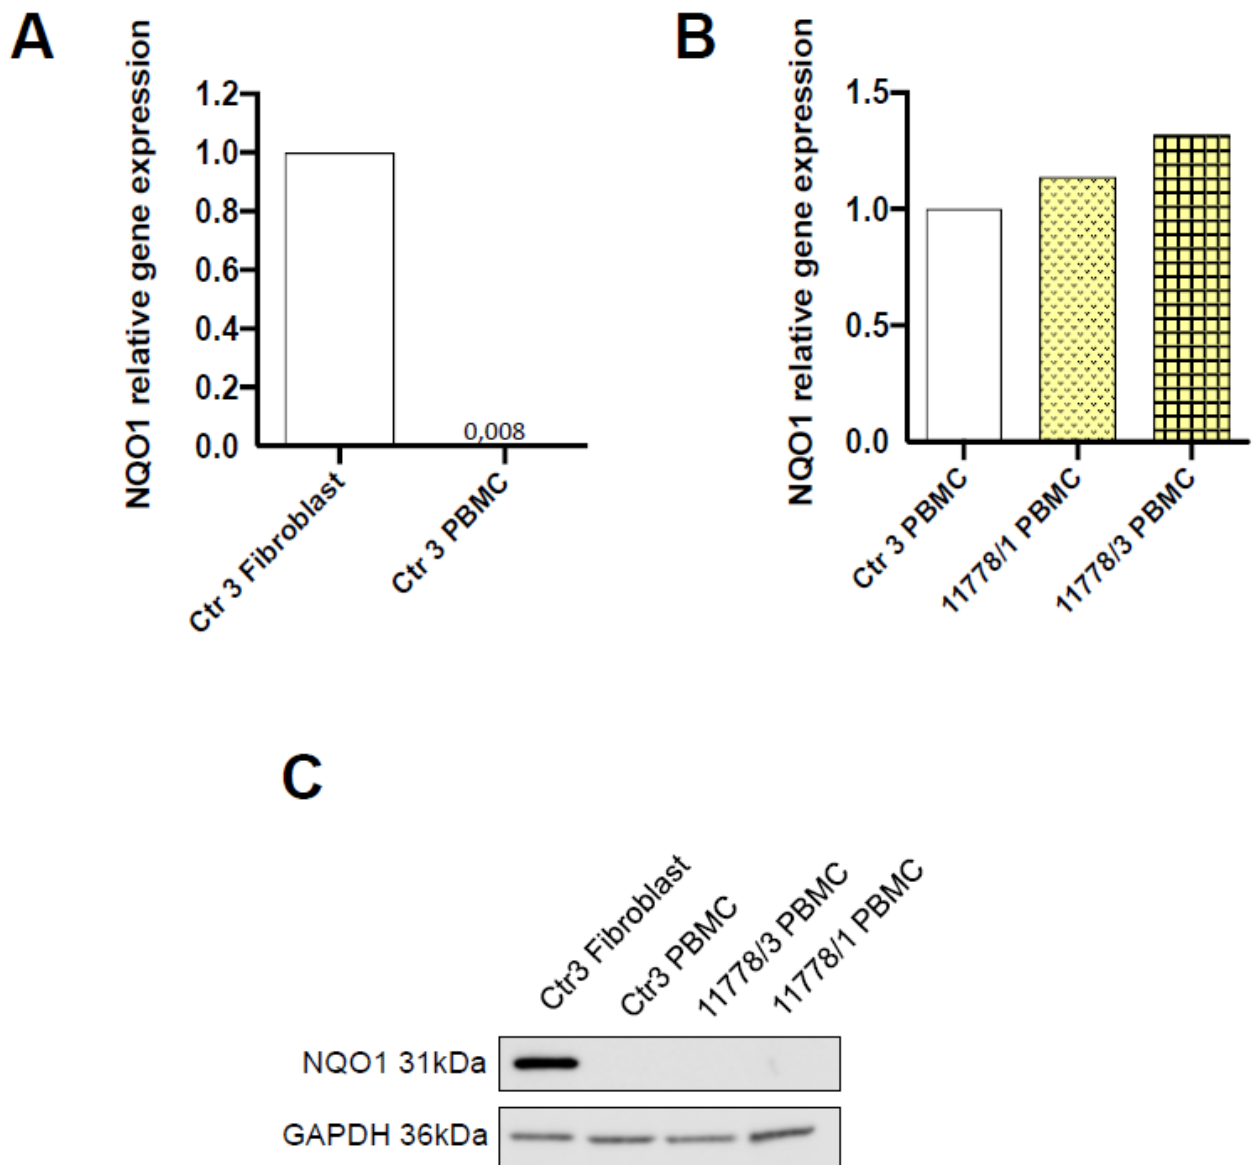 A
NQO1 relative gene expression
1.2
1.0
0.8
0.6
0.4
0.2
0.0
0,008
Ctr 3 Fibroblast
Ctr 3 PBMC
B
NQO1 relative gene expression
1.5
1.0
0.5
0.0
Ctr 3 PBMC
11778/1 PBMC
11778/3 PBMC
C
Ctr3 Fibroblast
Ctr3 PBMC
11778/3 PBMC
11778/1 PBMC
NQO1 31kDa
GAPDH 36kDa